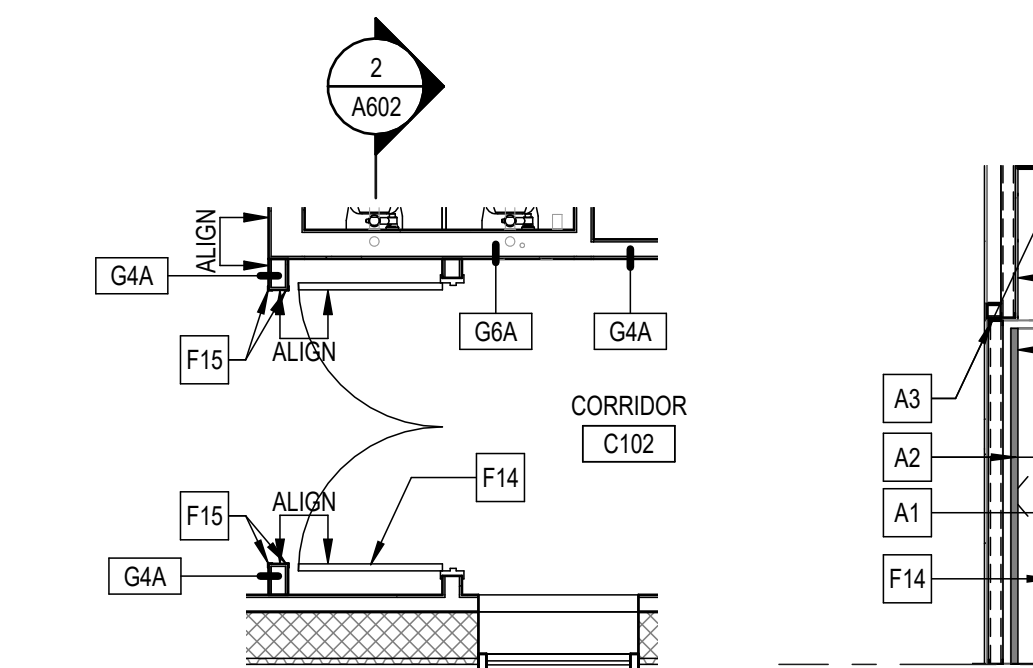 2
A602
ALIGN
G4A
F15
ALIGN
G6A
G4A
CORRIDOR
C102
F14
ALIGN
F15
G4A
A3
A2
A1
F14